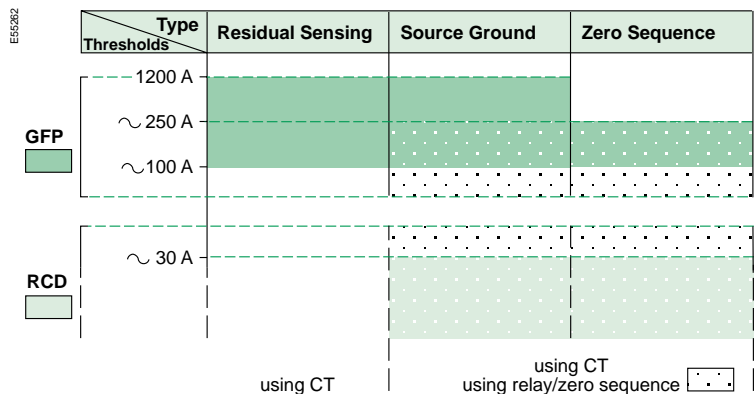 E55262
Type
Thresholds
Residual Sensing
Source Ground
Zero Sequence
1200 A
GFP
~ 250 A
~ 100 A
~ 30 A
RCD
using CT
using CT
using relay/zero sequence